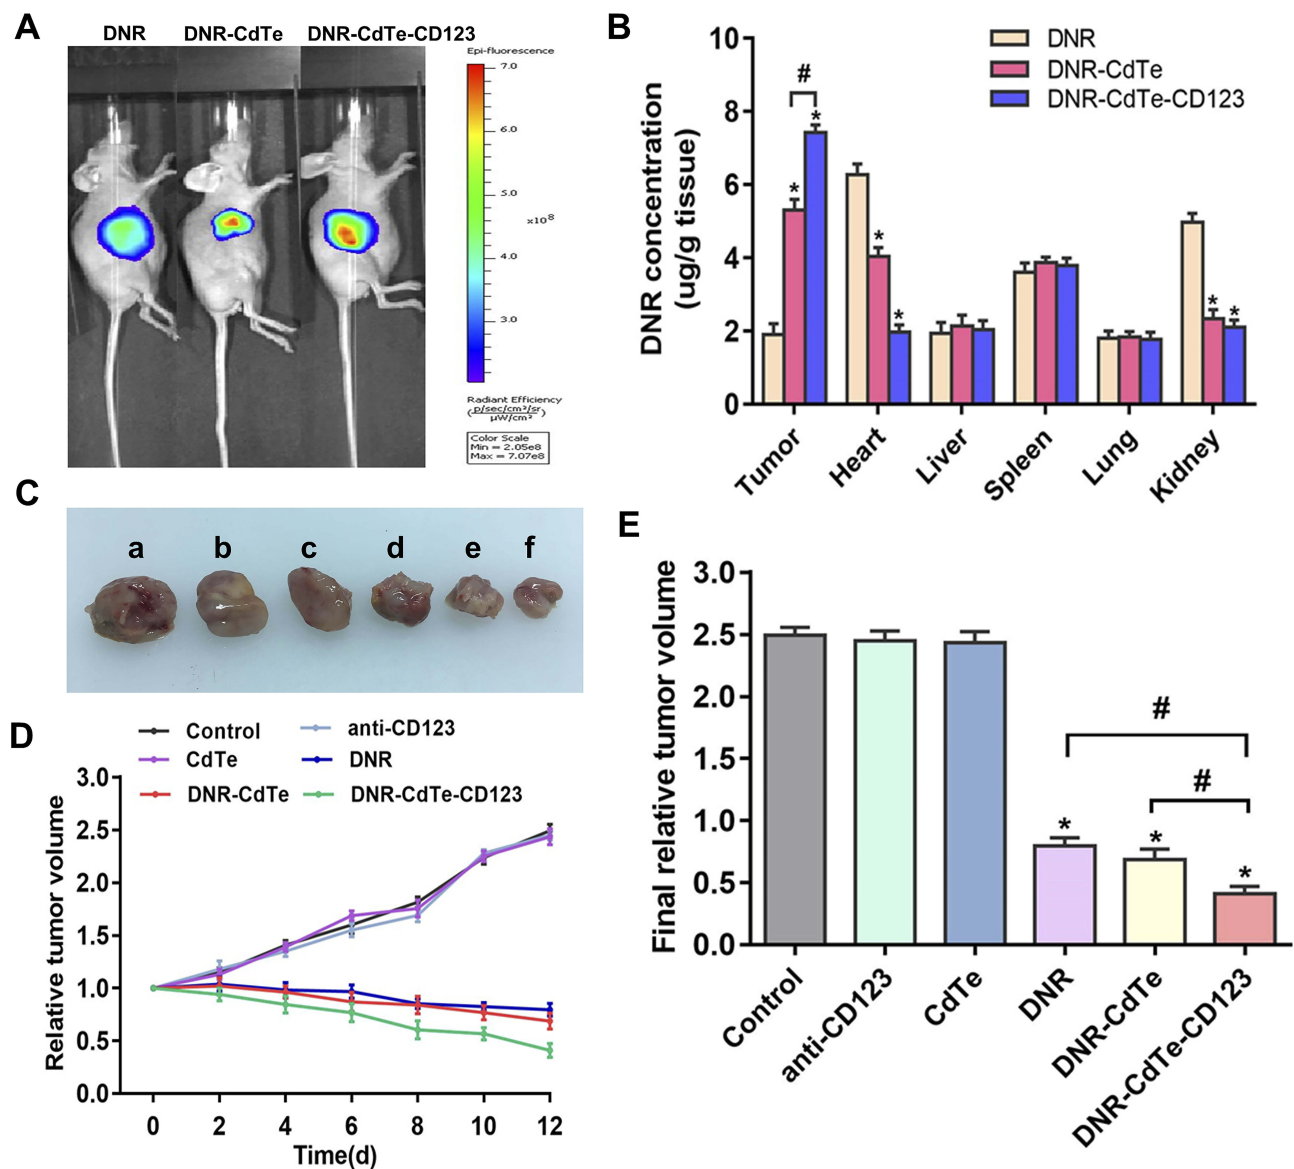 A
DNR
DNR-CdTe
DNR-CdTe-CD123
Epi-fluorescence
7.0
6.0
5.0
x10⁸
4.0
3.0
Radiant Efficiency
(p/sec/cm²/sr / µW/cm²)
Color Scale
Min = 2.05e8
Max = 7.07e8
B
DNR concentration
(ug/g tissue)
10
8
6
4
2
0
DNR
DNR-CdTe
DNR-CdTe-CD123
#
*
*
*
*
*
*
Tumor
Heart
Liver
Spleen
Lung
Kidney
C
a b c d e f
D
Control
anti-CD123
CdTe
DNR
DNR-CdTe
DNR-CdTe-CD123
Relative tumor volume
3.0
2.5
2.0
1.5
1.0
0.5
0.0
0 2 4 6 8 10 12
Time(d)
E
Final relative tumor volume
3.0
2.5
2.0
1.5
1.0
0.5
0.0
#
#
*
*
*
Control
anti-CD123
CdTe
DNR
DNR-CdTe
DNR-CdTe-CD123